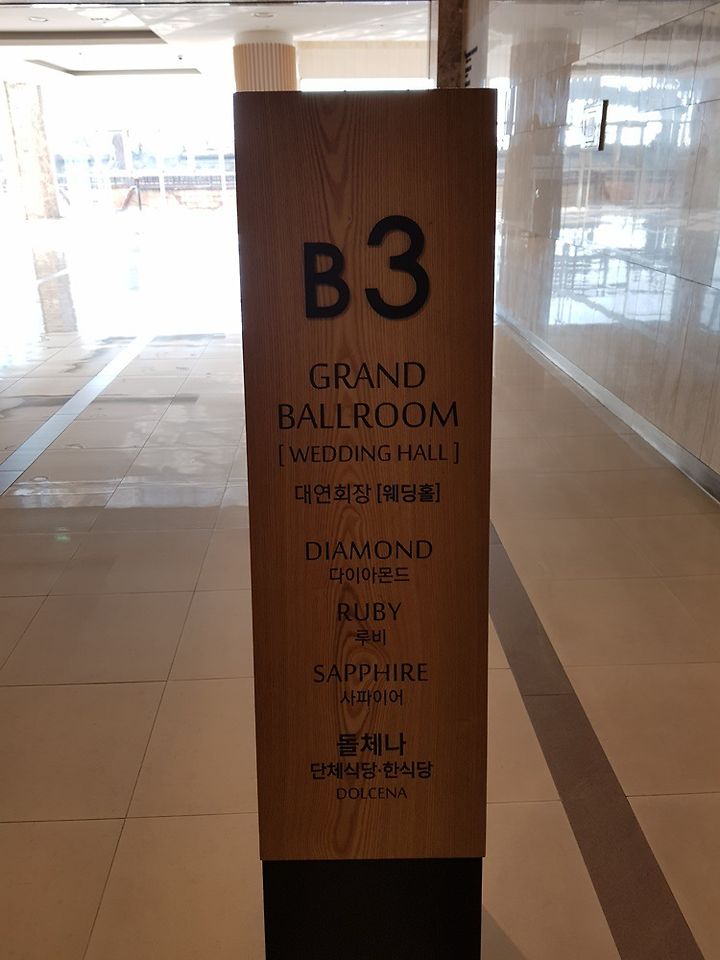 B3
GRAND
BALLROOM
[ WEDDING HALL ]
대연회장 [웨딩홀]
DIAMOND
다이아몬드
RUBY
루비
SAPPHIRE
사파이어
돌체나
단체식당·한식당
DOLCENA